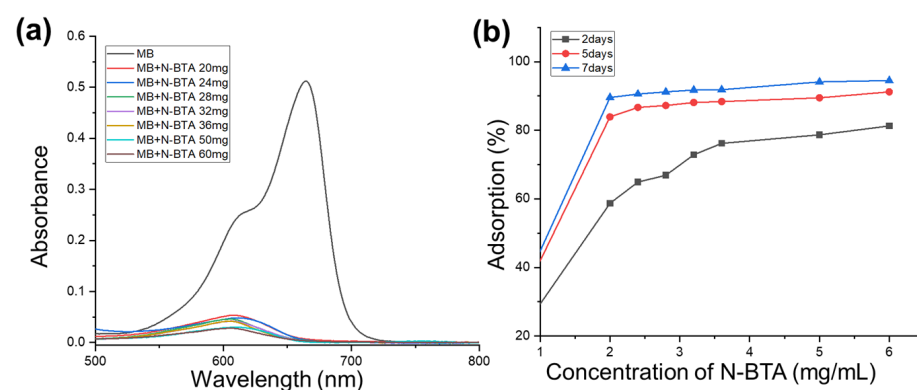 (a)
0.6
0.5
0.4
0.3
0.2
0.1
0.0
Absorbance
MB
MB+N-BTA 20mg
MB+N-BTA 24mg
MB+N-BTA 28mg
MB+N-BTA 32mg
MB+N-BTA 36mg
MB+N-BTA 50mg
MB+N-BTA 60mg
500 600 700 800
Wavelength (nm)
(b)
2days
5days
7days
100
80
60
40
20
Adsorption (%)
1 2 3 4 5 6
Concentration of N-BTA (mg/mL)